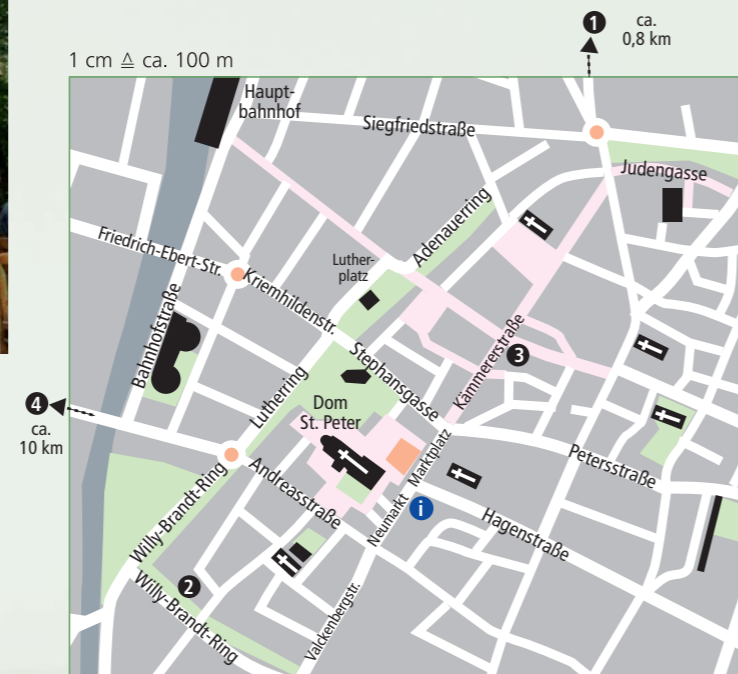 1
ca.
0,8 km
1 cm ≙ ca. 100 m
Haupt-
bahnhof
Siegfriedstraße
Judengasse
Adenauerring
Friedrich-Ebert-Str.
Luther-
platz
Kriemhildenstr.
Bahnhofstraße
Stephansgasse
Kämmererstraße
3
4
ca.
10 km
Lutherring
Dom
St. Peter
Marktplatz
Petersstraße
Willy-Brandt-Ring
Andreasstraße
Neumarkt
i
Hagenstraße
2
Willy-Brandt-Ring
Valckenbergstr.